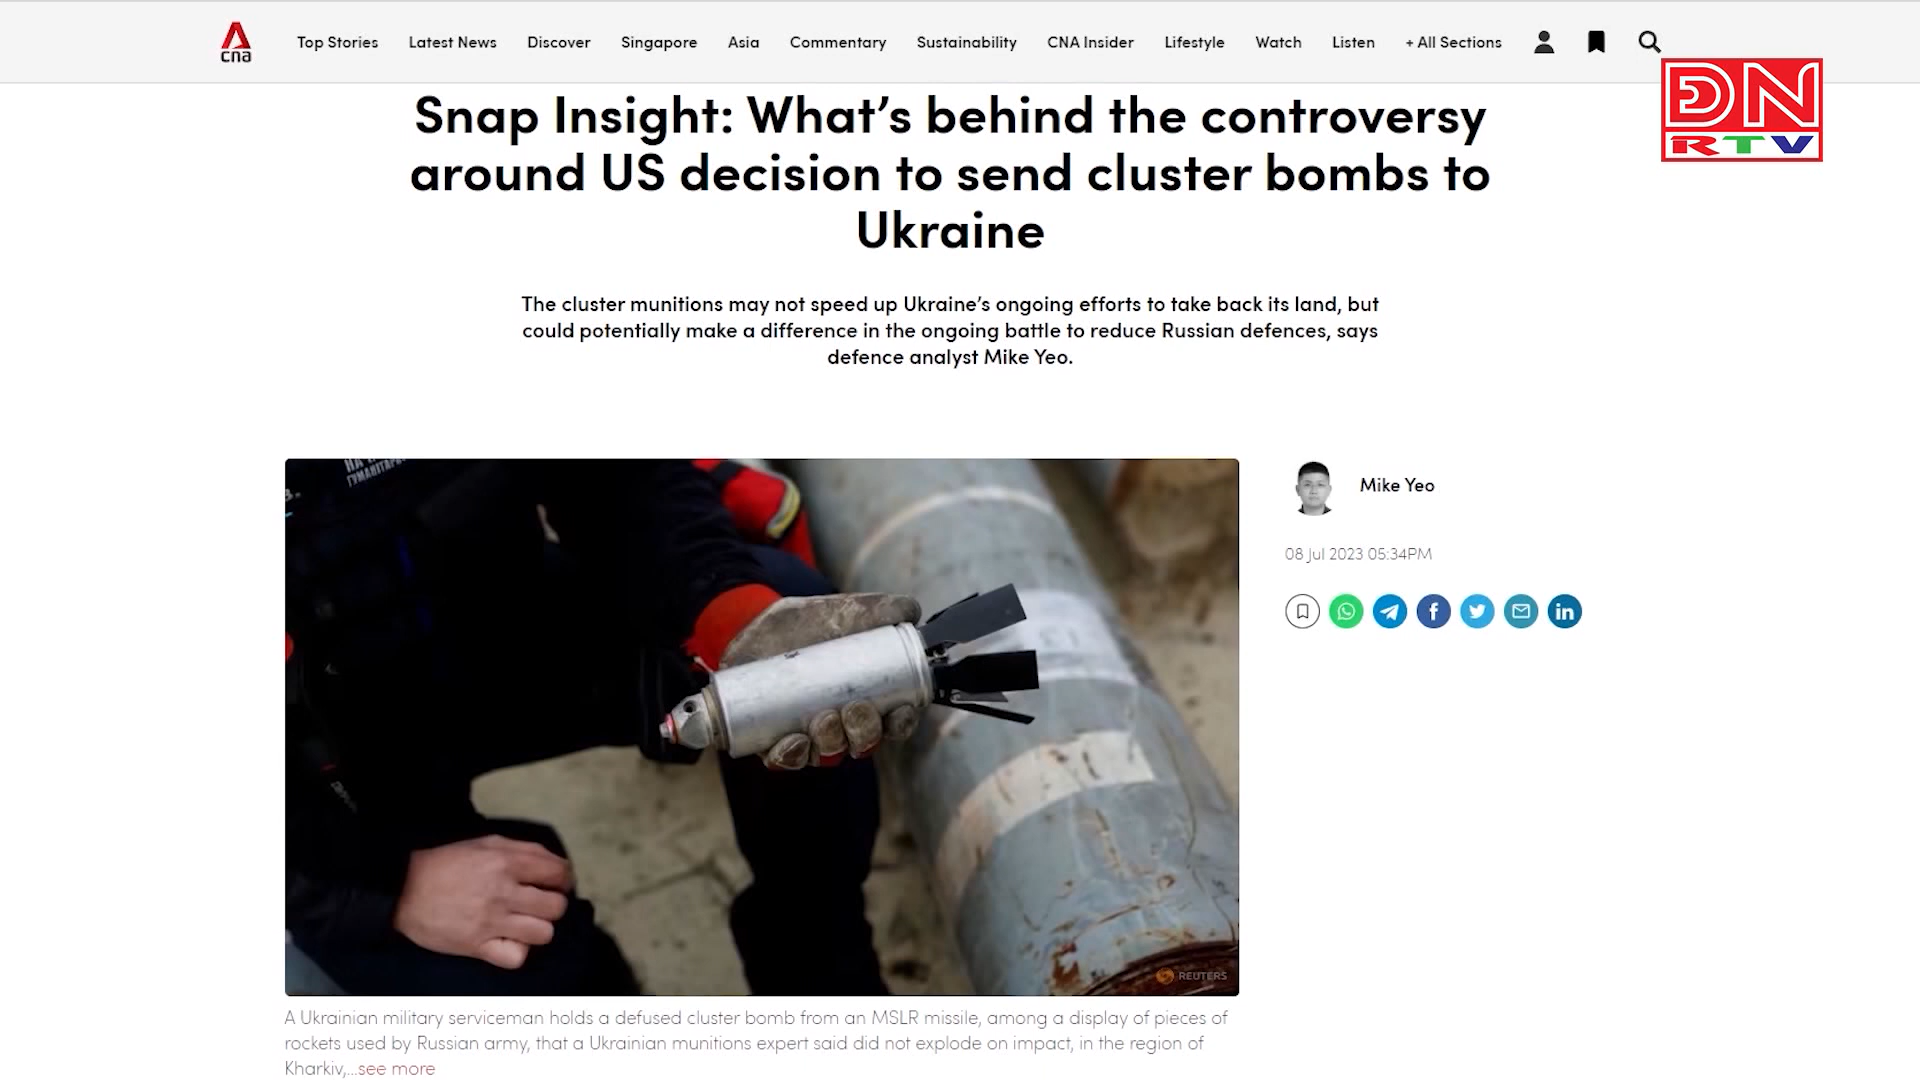 cna
Top Stories
Latest News
Discover
Singapore
Asia
Commentary
Sustainability
CNA Insider
Lifestyle
Watch
Listen
+ All Sections
DN
RTV
Snap Insight: What’s behind the controversy
around US decision to send cluster bombs to
Ukraine
The cluster munitions may not speed up Ukraine’s ongoing efforts to take back its land, but
could potentially make a difference in the ongoing battle to reduce Russian defences, says
defence analyst Mike Yeo.
Mike Yeo
08 Jul 2023 05:34PM
REUTERS
A Ukrainian military serviceman holds a defused cluster bomb from an MSLR missile, among a display of pieces of
rockets used by Russian army, that a Ukrainian munitions expert said did not explode on impact, in the region of
Kharkiv,...see more